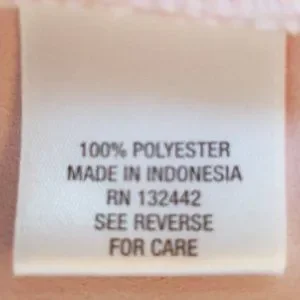 100% POLYESTER
MADE IN INDONESIA
RN 132442
SEE REVERSE
FOR CARE